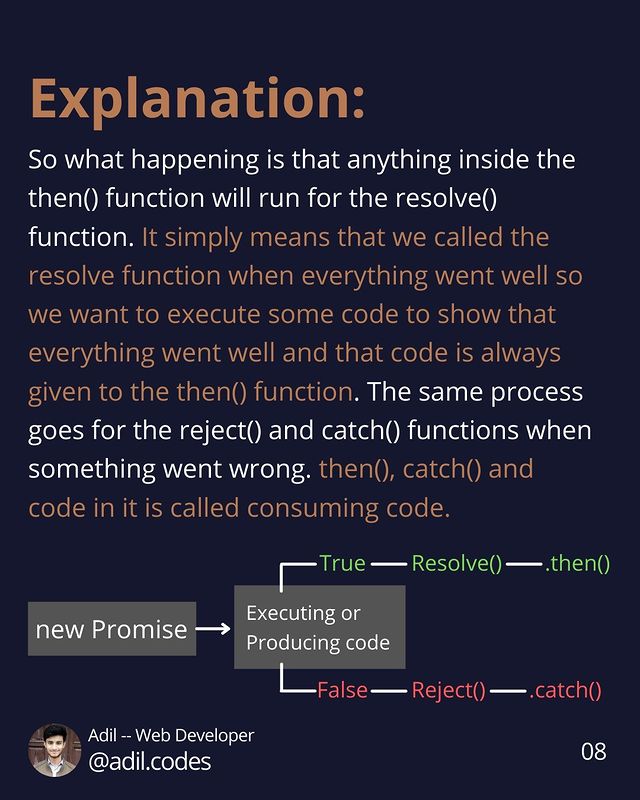 Explanation:
So what happening is that anything inside the
then() function will run for the resolve()
function. It simply means that we called the
resolve function when everything went well so
we want to execute some code to show that
everything went well and that code is always
given to the then() function. The same process
goes for the reject() and catch() functions when
something went wrong. then(), catch() and
code in it is called consuming code.
True Resolve() .then()
new Promise
Executing or
Producing code
False Reject() .catch()
Adil -- Web Developer
@adil.codes
08